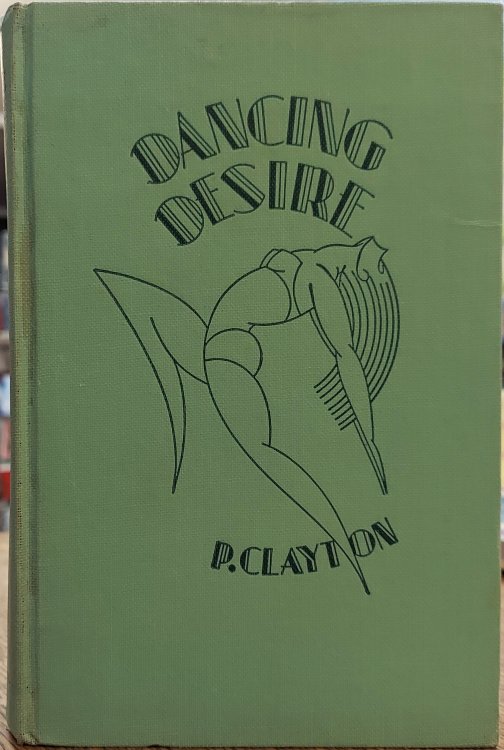 DANCING
DESIRE
P. CLAYTON